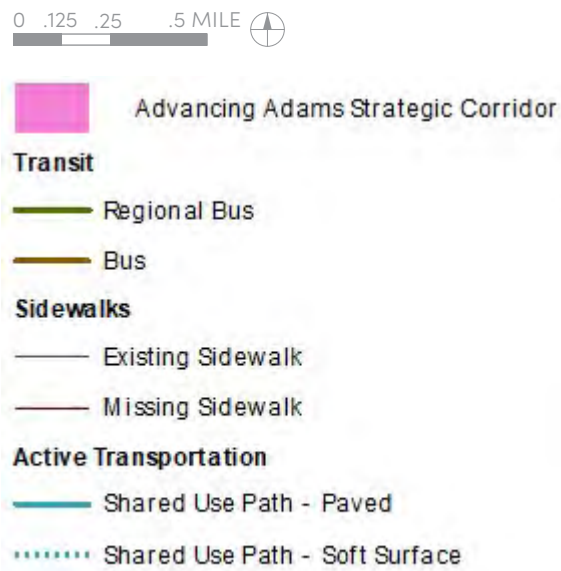 0 .125 .25 .5 MILE
Advancing Adams Strategic Corridor
Transit
Regional Bus
Bus
Sidewalks
Existing Sidewalk
Missing Sidewalk
Active Transportation
Shared Use Path - Paved
Shared Use Path - Soft Surface